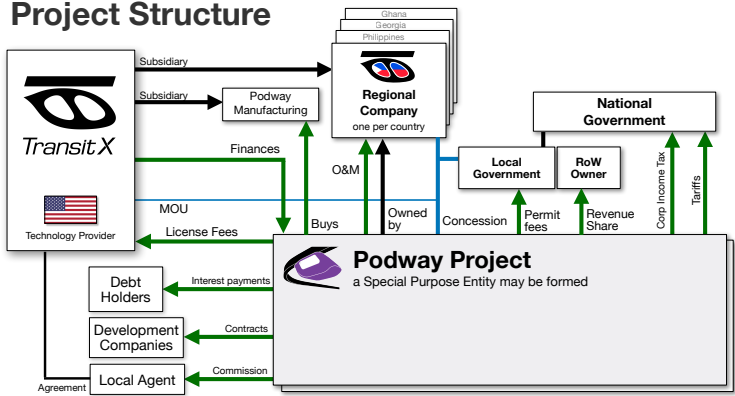 Project Structure
Ghana
Georgia
Philippines
Subsidiary
Subsidiary
Podway
Manufacturing
Regional
Company
one per country
National
Government
Transit X
Finances
O&M
Local
Government
RoW
Owner
Corp Income Tax
Tariffs
MOU
Technology Provider
License Fees
Buys
Owned
by
Concession
Permit
fees
Revenue
Share
Podway Project
a Special Purpose Entity may be formed
Debt
Holders
Interest payments
Development
Companies
Contracts
Local Agent
Commission
Agreement